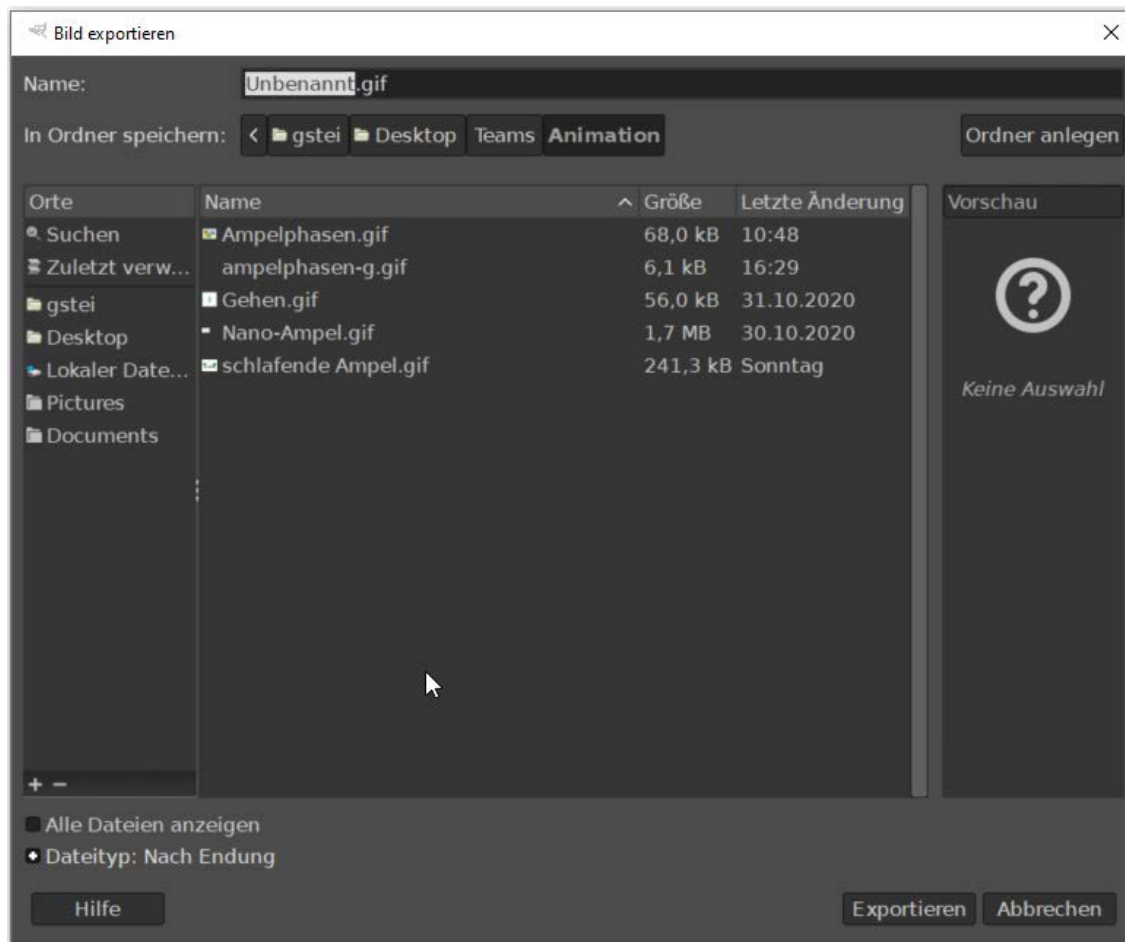 Bild exportieren
Name: Unbenannt.gif
In Ordner speichern: < gstei Desktop Teams Animation Ordner anlegen
Orte Name Größe Letzte Änderung Vorschau
Suchen Ampelphasen.gif 68,0 kB 10:48
Zuletzt verw... ampelphasen-g.gif 6,1 kB 16:29
gstei Gehen.gif 56,0 kB 31.10.2020
Desktop Nano-Ampel.gif 1,7 MB 30.10.2020
Lokaler Date... schlafende Ampel.gif 241,3 kB Sonntag
Keine Auswahl
Pictures
Documents
+ −
Alle Dateien anzeigen
Dateityp: Nach Endung
Hilfe Exportieren Abbrechen